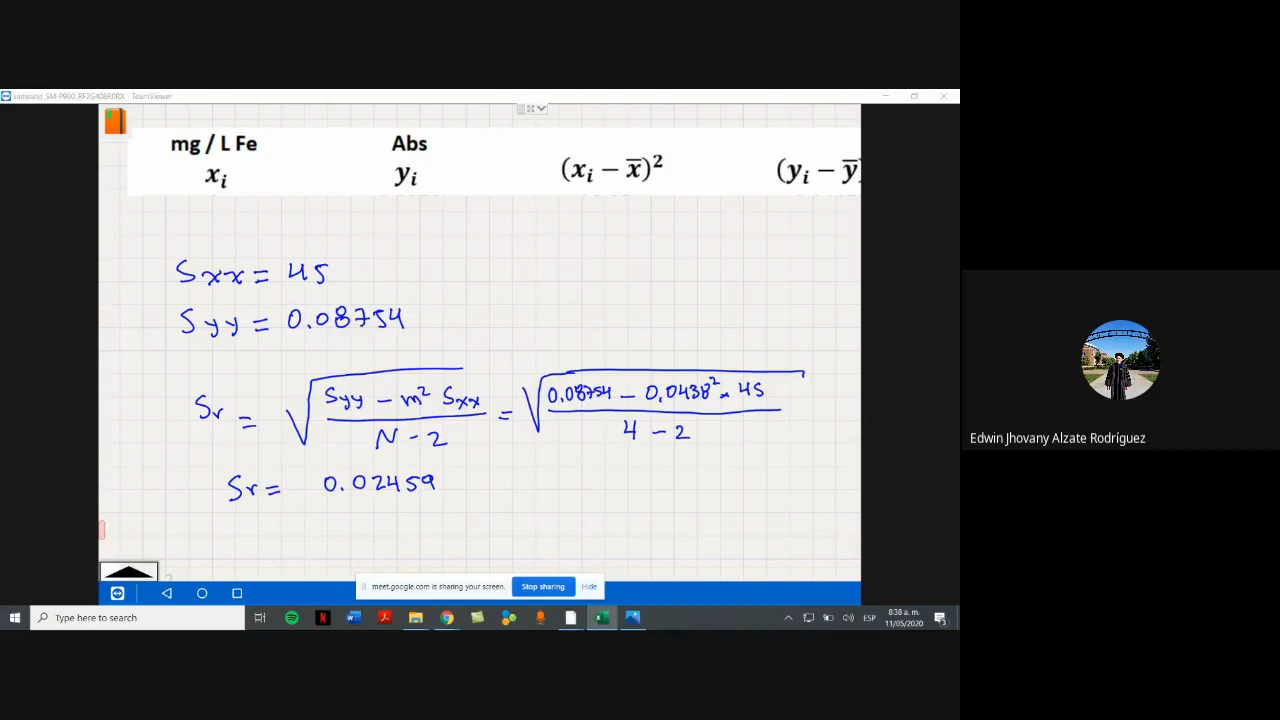 samsung_SM-P900_RF2G408R0RX - TeamViewer
mg / L Fe Abs
xᵢ yᵢ (xᵢ − x̅)² (yᵢ − y̅)
Sxx = 45
Syy = 0.08754
Sr = √((Syy − m² Sxx)/(N − 2)) = √((0.08754 − 0.0438² × 45)/(4 − 2))
Sr = 0.02459
meet.google.com is sharing your screen. Stop sharing Hide
Edwin Jhovany Alzate Rodríguez
Type here to search
ESP
8:38 a. m.
11/05/2020